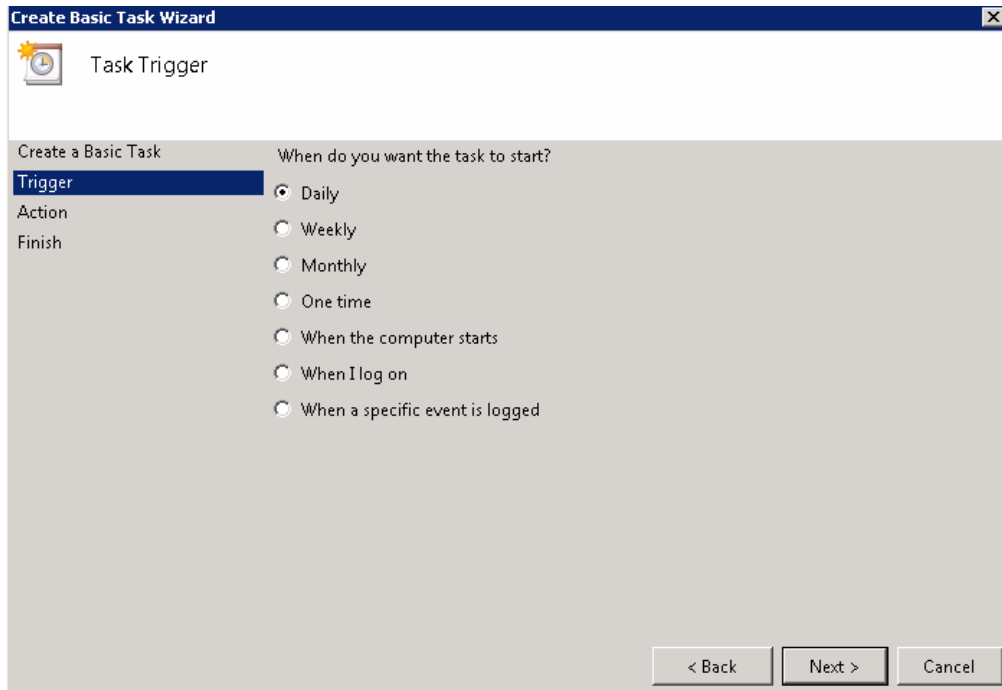 Create Basic Task Wizard
Task Trigger
Create a Basic Task
Trigger
Action
Finish
When do you want the task to start?
Daily
Weekly
Monthly
One time
When the computer starts
When I log on
When a specific event is logged
< Back
Next >
Cancel